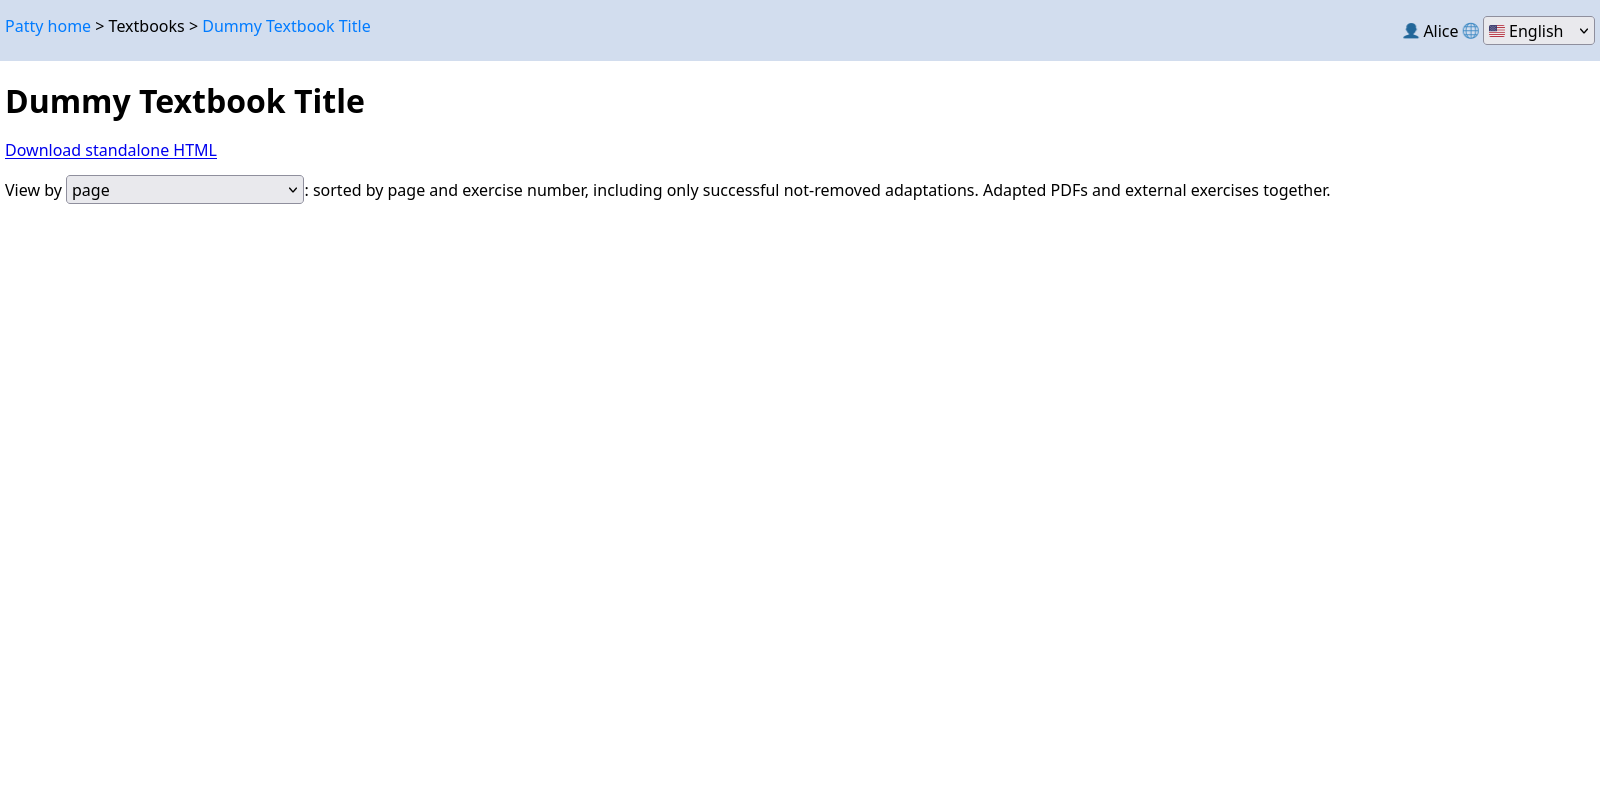 Patty home > Textbooks > Dummy Textbook Title
Alice English
Dummy Textbook Title
Download standalone HTML
View by page : sorted by page and exercise number, including only successful not-removed adaptations. Adapted PDFs and external exercises together.